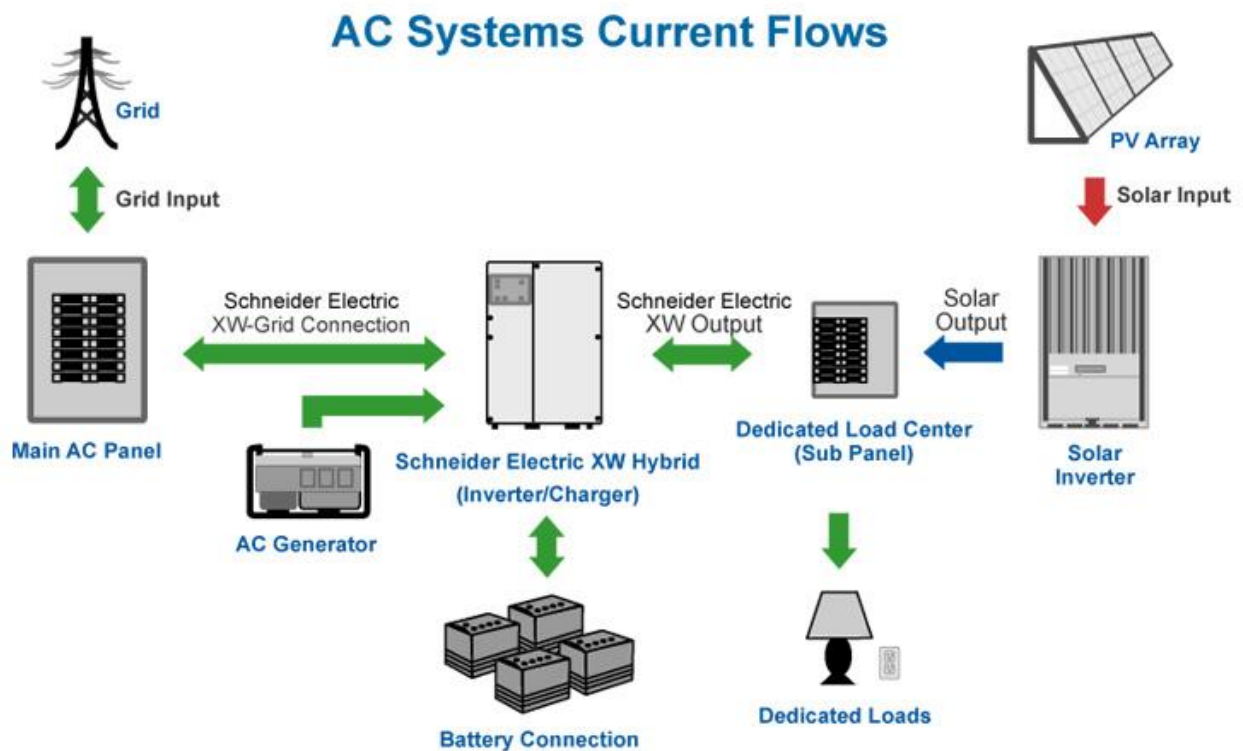 AC Systems Current Flows
Grid
PV Array
Grid Input
Solar Input
Schneider Electric
XW-Grid Connection
Schneider Electric
XW Output
Solar
Output
Main AC Panel
Schneider Electric XW Hybrid
(Inverter/Charger)
Dedicated Load Center
(Sub Panel)
Solar
Inverter
AC Generator
Battery Connection
Dedicated Loads